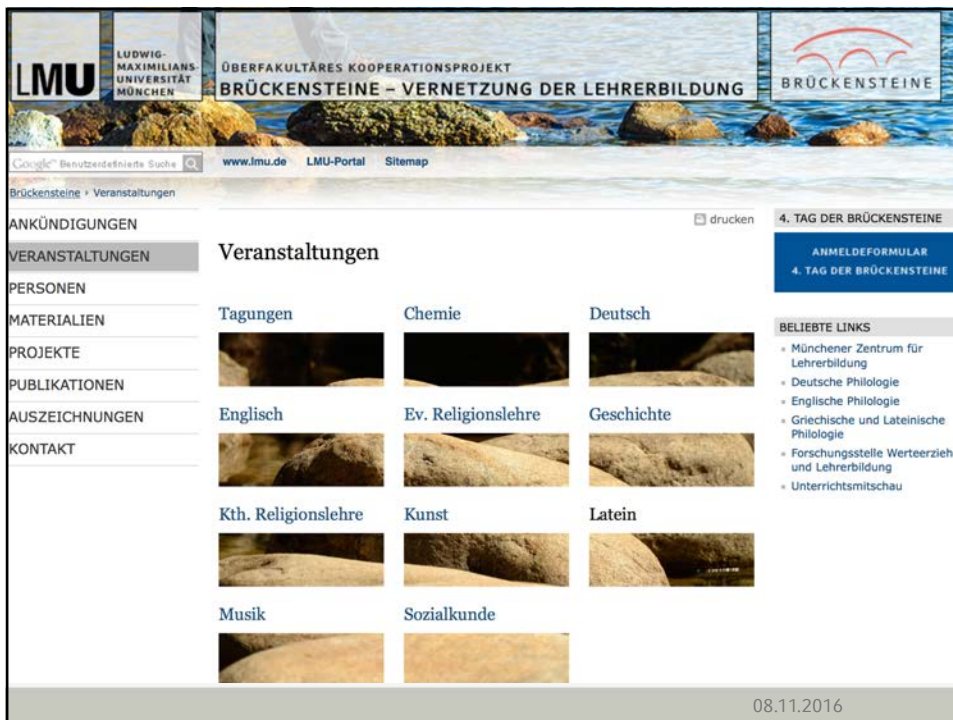 LMU
LUDWIG-
MAXIMILIANS-
UNIVERSITÄT
MÜNCHEN
ÜBERFAKULTÄRES KOOPERATIONSPROJEKT
BRÜCKENSTEINE – VERNETZUNG DER LEHRERBILDUNG
BRÜCKENSTEINE
Google™ Benutzerdefinierte Suche
www.lmu.de LMU-Portal Sitemap
Brückensteine › Veranstaltungen
ANKÜNDIGUNGEN
VERANSTALTUNGEN
PERSONEN
MATERIALIEN
PROJEKTE
PUBLIKATIONEN
AUSZEICHNUNGEN
KONTAKT
drucken
Veranstaltungen
Tagungen Chemie Deutsch
Englisch Ev. Religionslehre Geschichte
Kth. Religionslehre Kunst Latein
Musik Sozialkunde
4. TAG DER BRÜCKENSTEINE
ANMELDEFORMULAR
4. TAG DER BRÜCKENSTEINE
BELIEBTE LINKS
Münchener Zentrum für
Lehrerbildung
Deutsche Philologie
Englische Philologie
Griechische und Lateinische
Philologie
Forschungsstelle Werteerzieh
und Lehrerbildung
Unterrichtsmitschau
08.11.2016